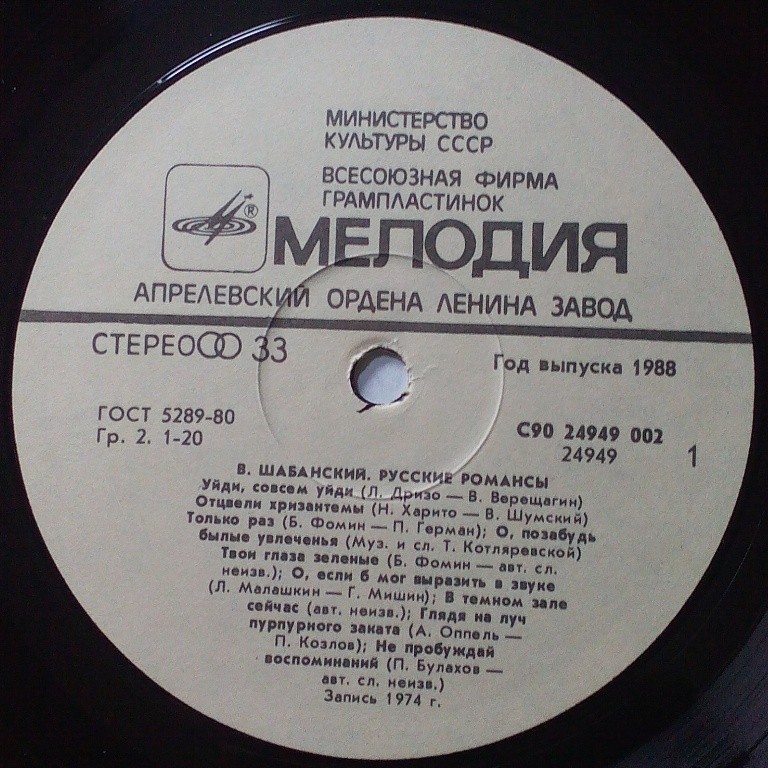 МИНИСТЕРСТВО
КУЛЬТУРЫ СССР
ВСЕСОЮЗНАЯ ФИРМА
ГРАМПЛАСТИНОК
®
МЕЛОДИЯ
АПРЕЛЕВСКИЙ ОРДЕНА ЛЕНИНА ЗАВОД
СТЕРЕО 33
Год выпуска 1988
ГОСТ 5289-80
Гр. 2. 1-20
С90 24949 002
24949
1
В. ШАБАНСКИЙ. РУССКИЕ РОМАНСЫ
Уйди, совсем уйди (Л. Дризо — В. Верещагин)
Отцвели хризантемы (Н. Харито — В. Шумский)
Только раз (Б. Фомин — П. Герман); О, позабудь
былые увлеченья (Муз. и сл. Т. Котляревской)
Твои глаза зеленые (Б. Фомин — авт. сл.
неизв.); О, если б мог выразить в звуке
(Л. Малашкин — Г. Мишин); В темном зале
сейчас (авт. неизв.); Глядя на луч
пурпурного заката (А. Оппель —
П. Козлов); Не пробуждай
воспоминаний (П. Булахов —
авт. сл. неизв.)
Запись 1974 г.